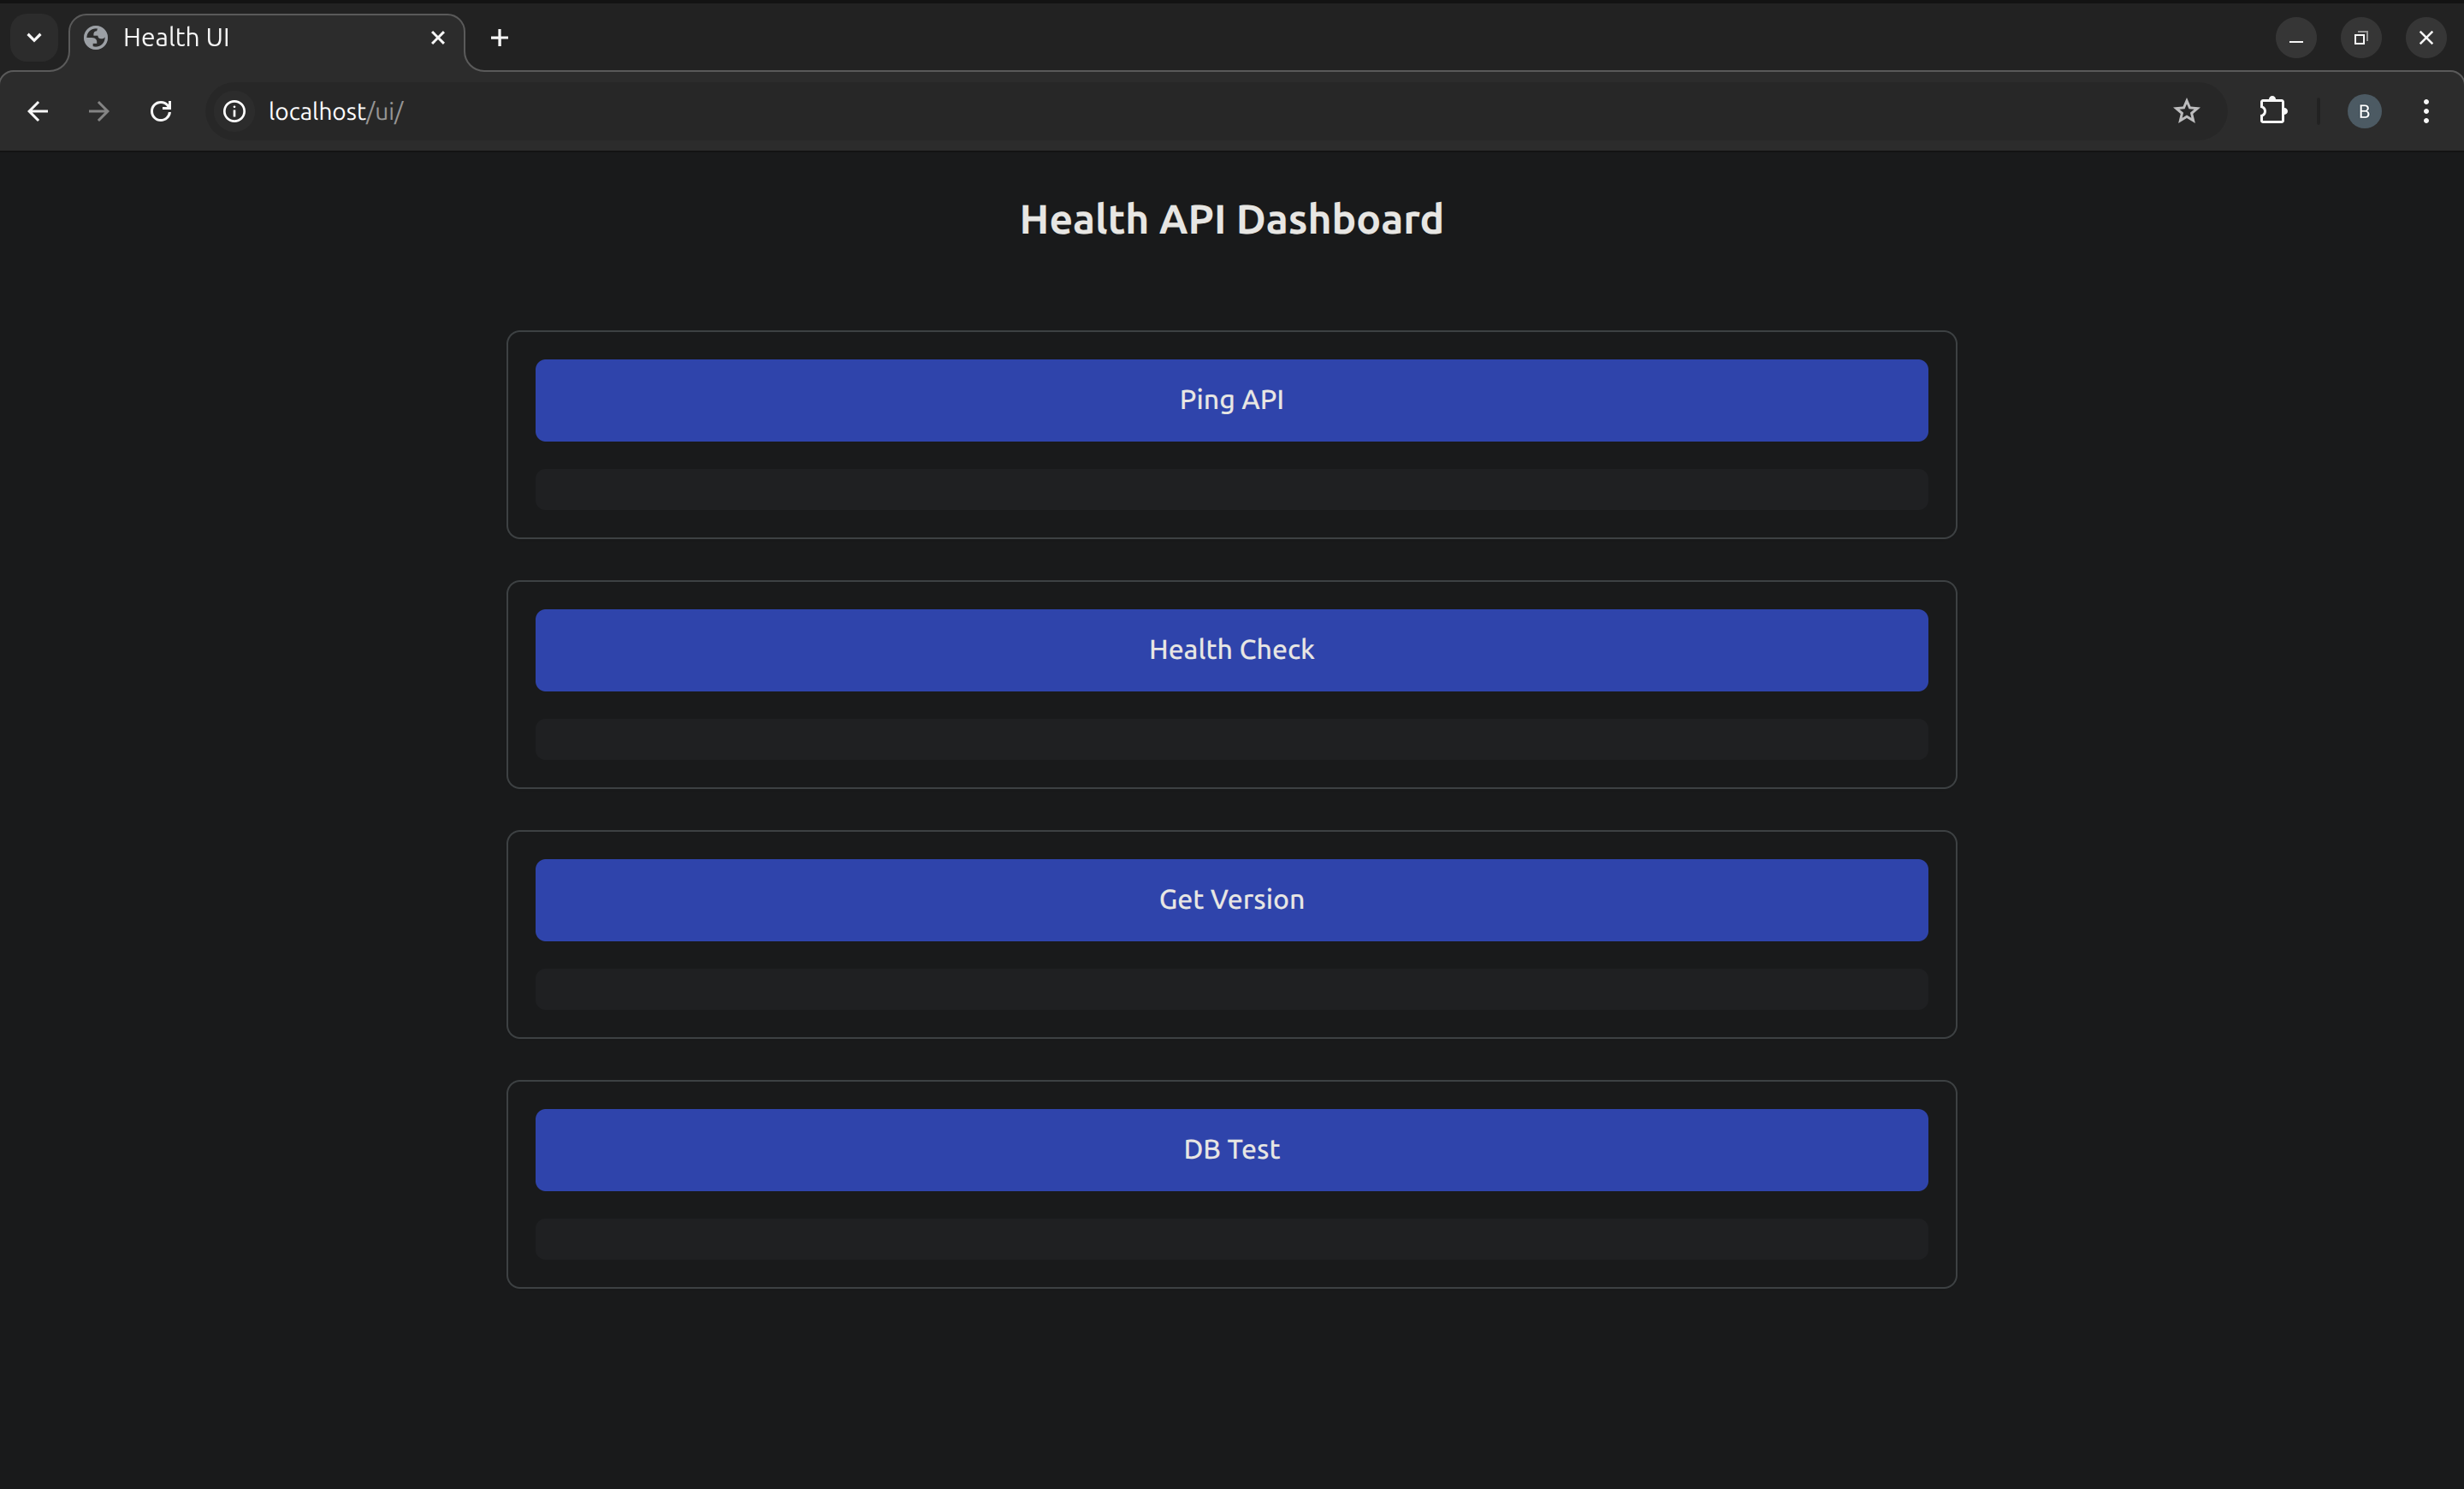 Health UI
localhost/ui/
B
Health API Dashboard
Ping API
Health Check
Get Version
DB Test